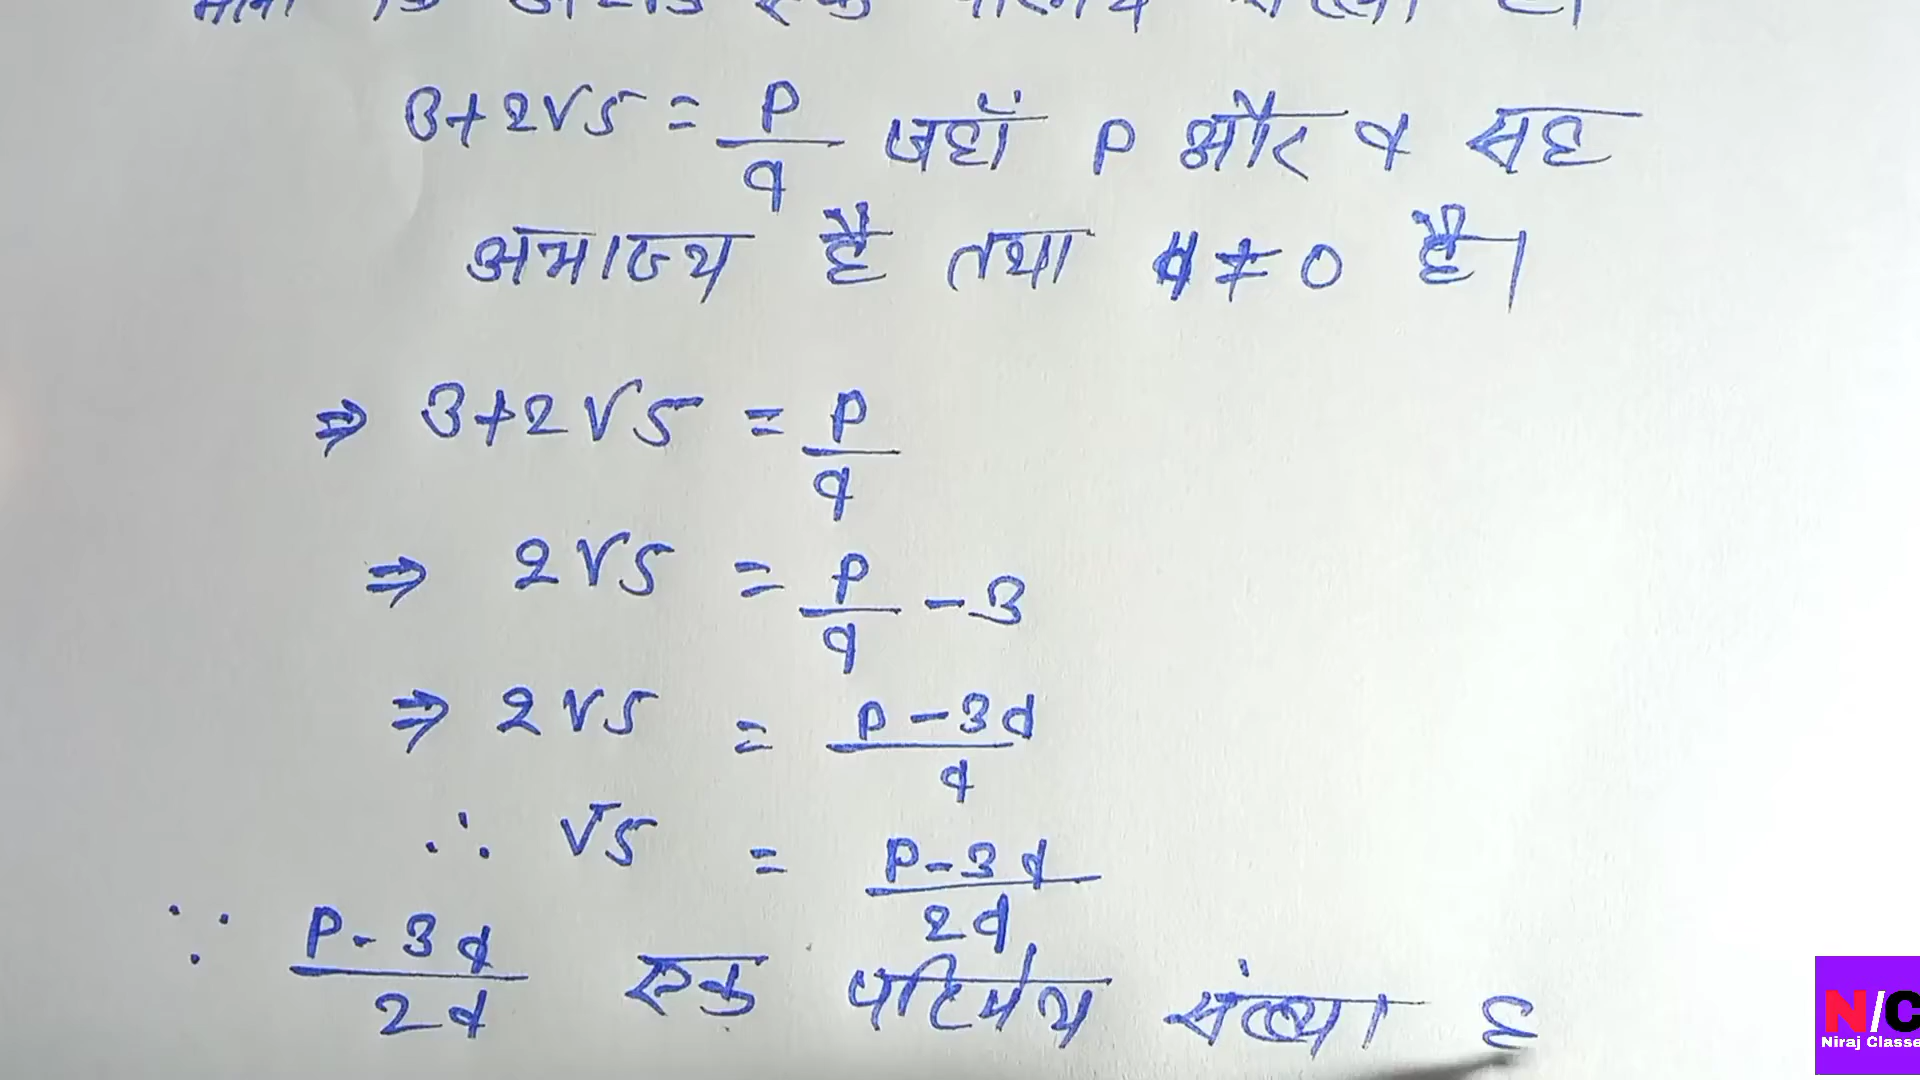 संख्या
3+2√5 = p/q जहाँ p और q सह
अभाज्य है तथा q ≠ 0 है।
⇒ 3+2√5 = p/q
⇒ 2√5 = p/q - 3
⇒ 2√5 = p-3q/q
∴ √5 = p-3q/2q
∵ p-3q/2q एक परिमेय संख्या है
N/C
Niraj Classe